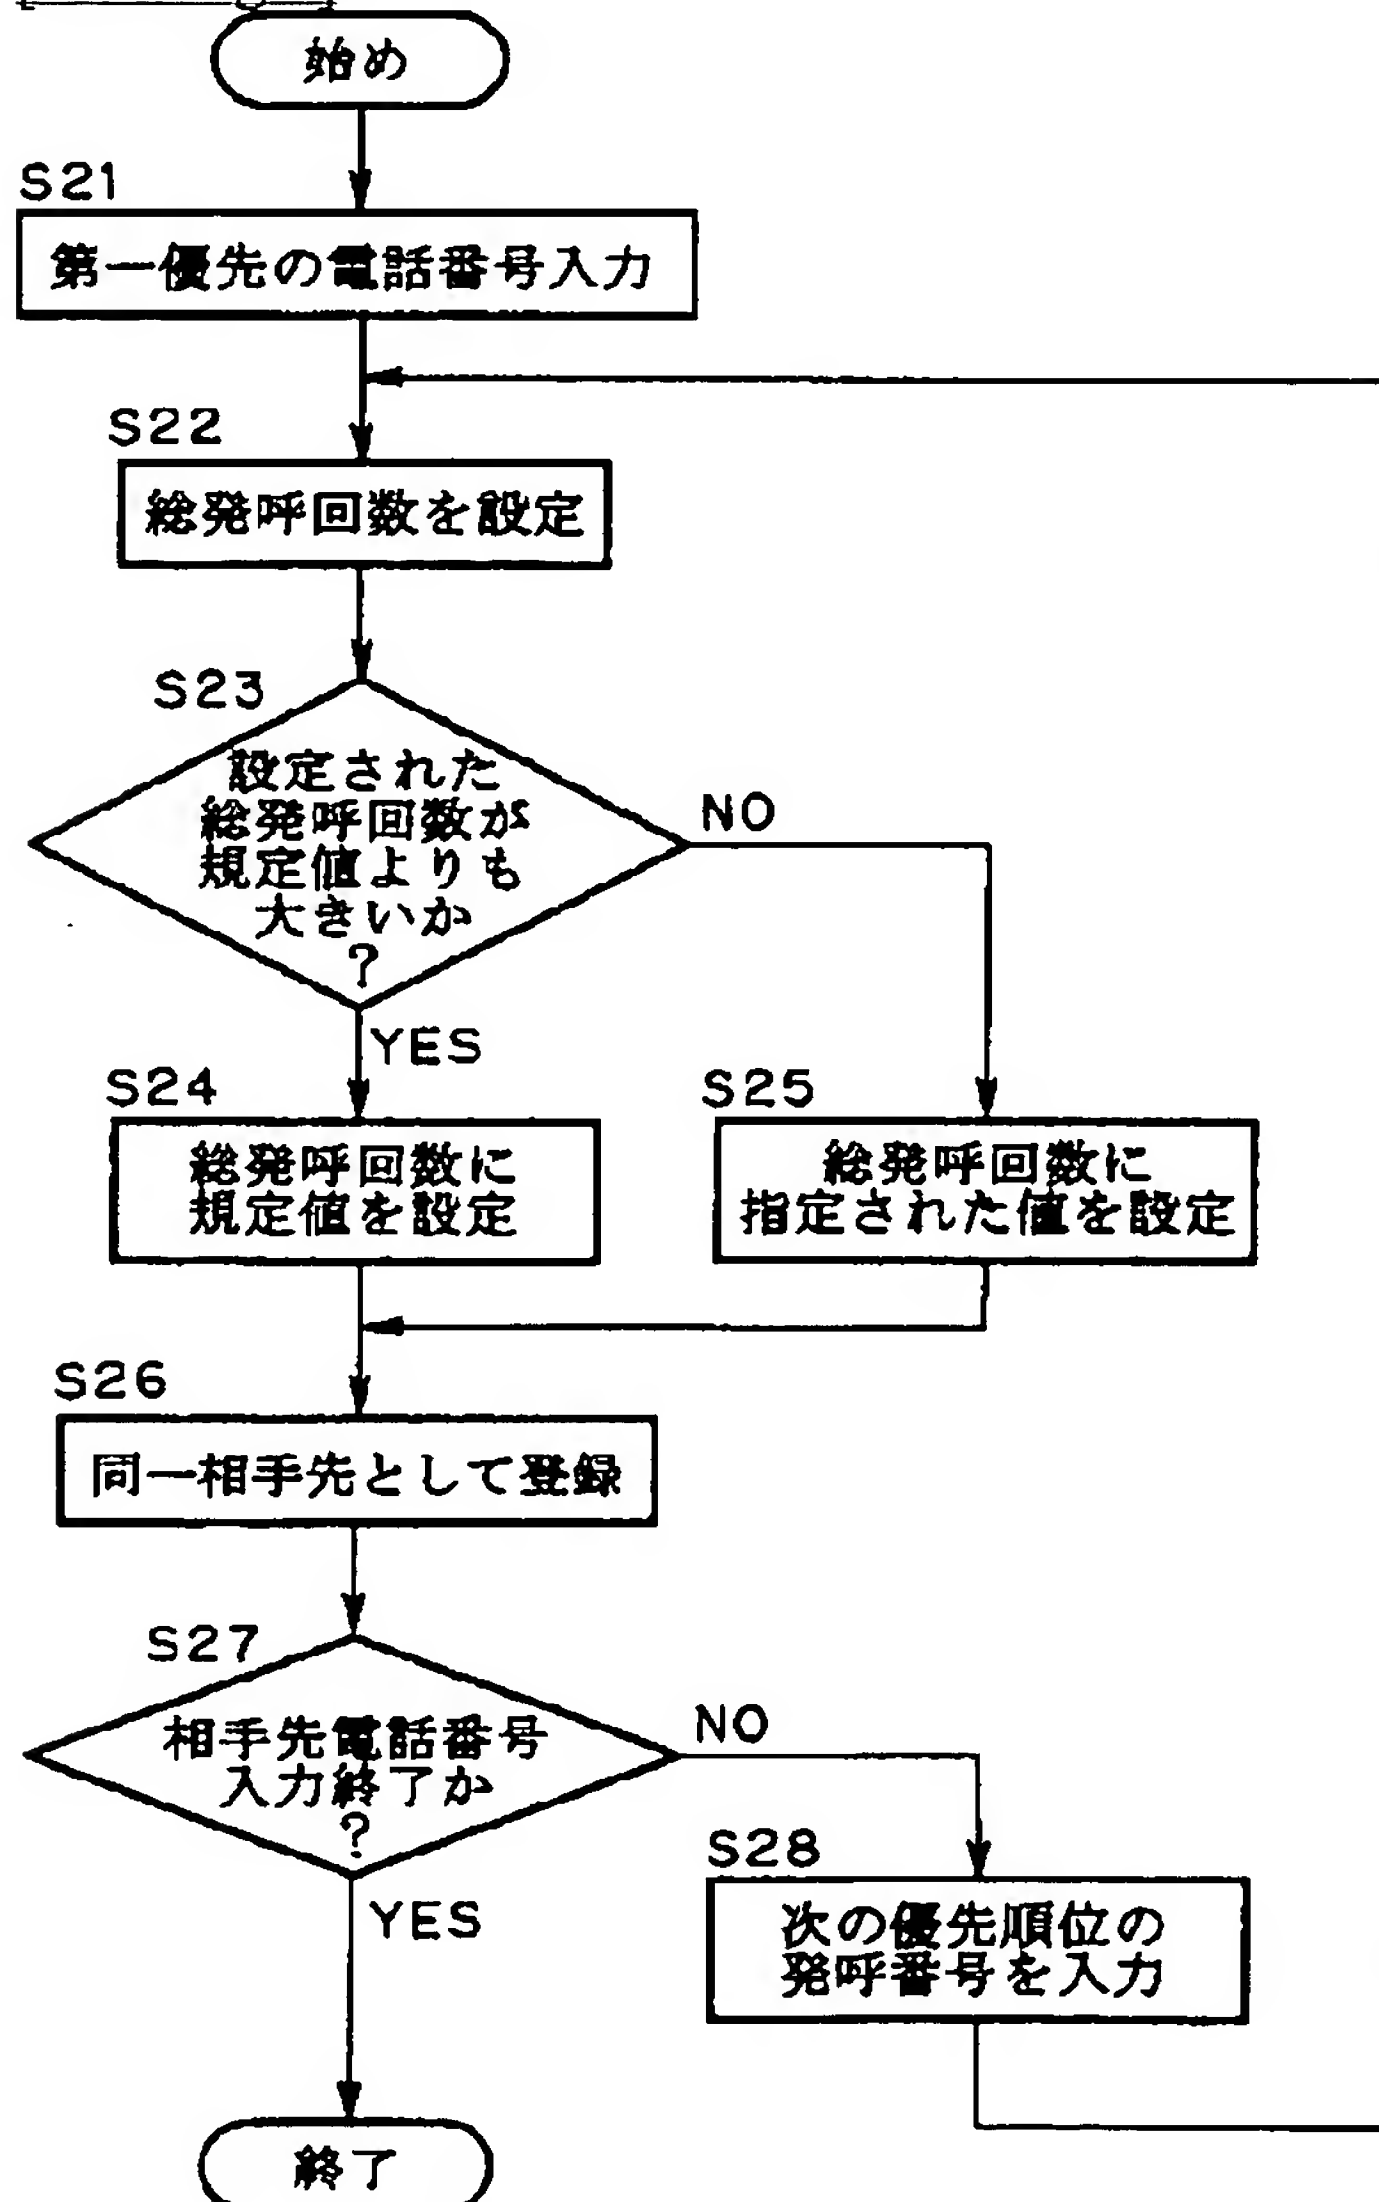 始め
S21
第一優先の電話番号入力
S22
総発呼回数を設定
S23
設定された
総発呼回数が
規定値よりも
大きいか
?
NO
YES
S24
総発呼回数に
規定値を設定
S25
総発呼回数に
指定された値を設定
S26
同一相手先として登録
S27
相手先電話番号
入力終了か
?
NO
S28
次の優先順位の
発呼番号を入力
YES
終了